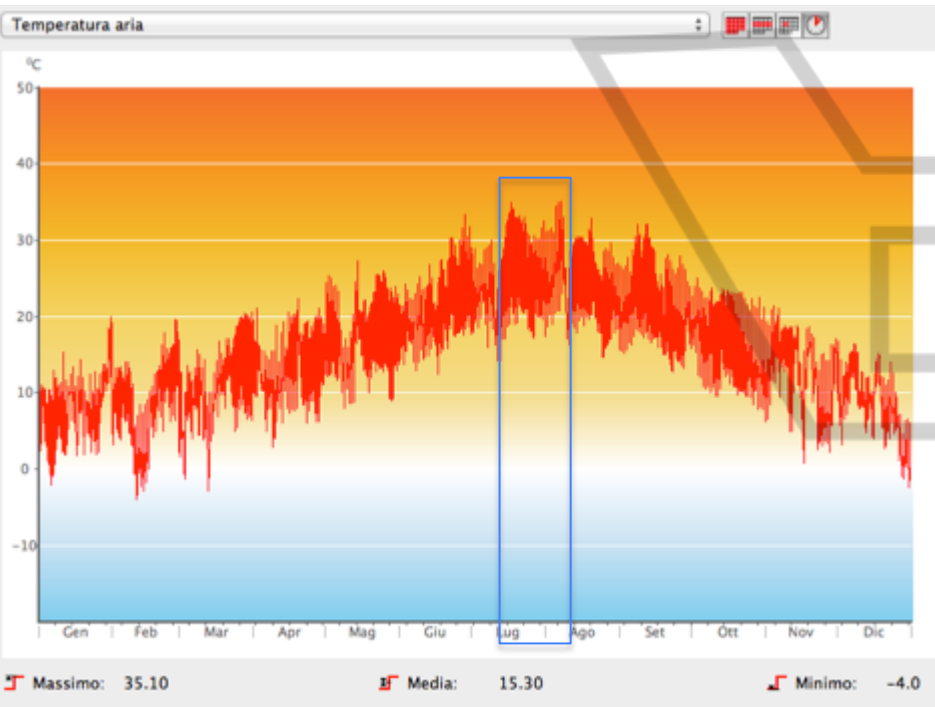 Temperatura aria
°C
50
40
30
20
10
0
-10
Gen Feb Mar Apr Mag Giu Lug Ago Set Ott Nov Dic
Massimo: 35.10 Media: 15.30 Minimo: -4.0